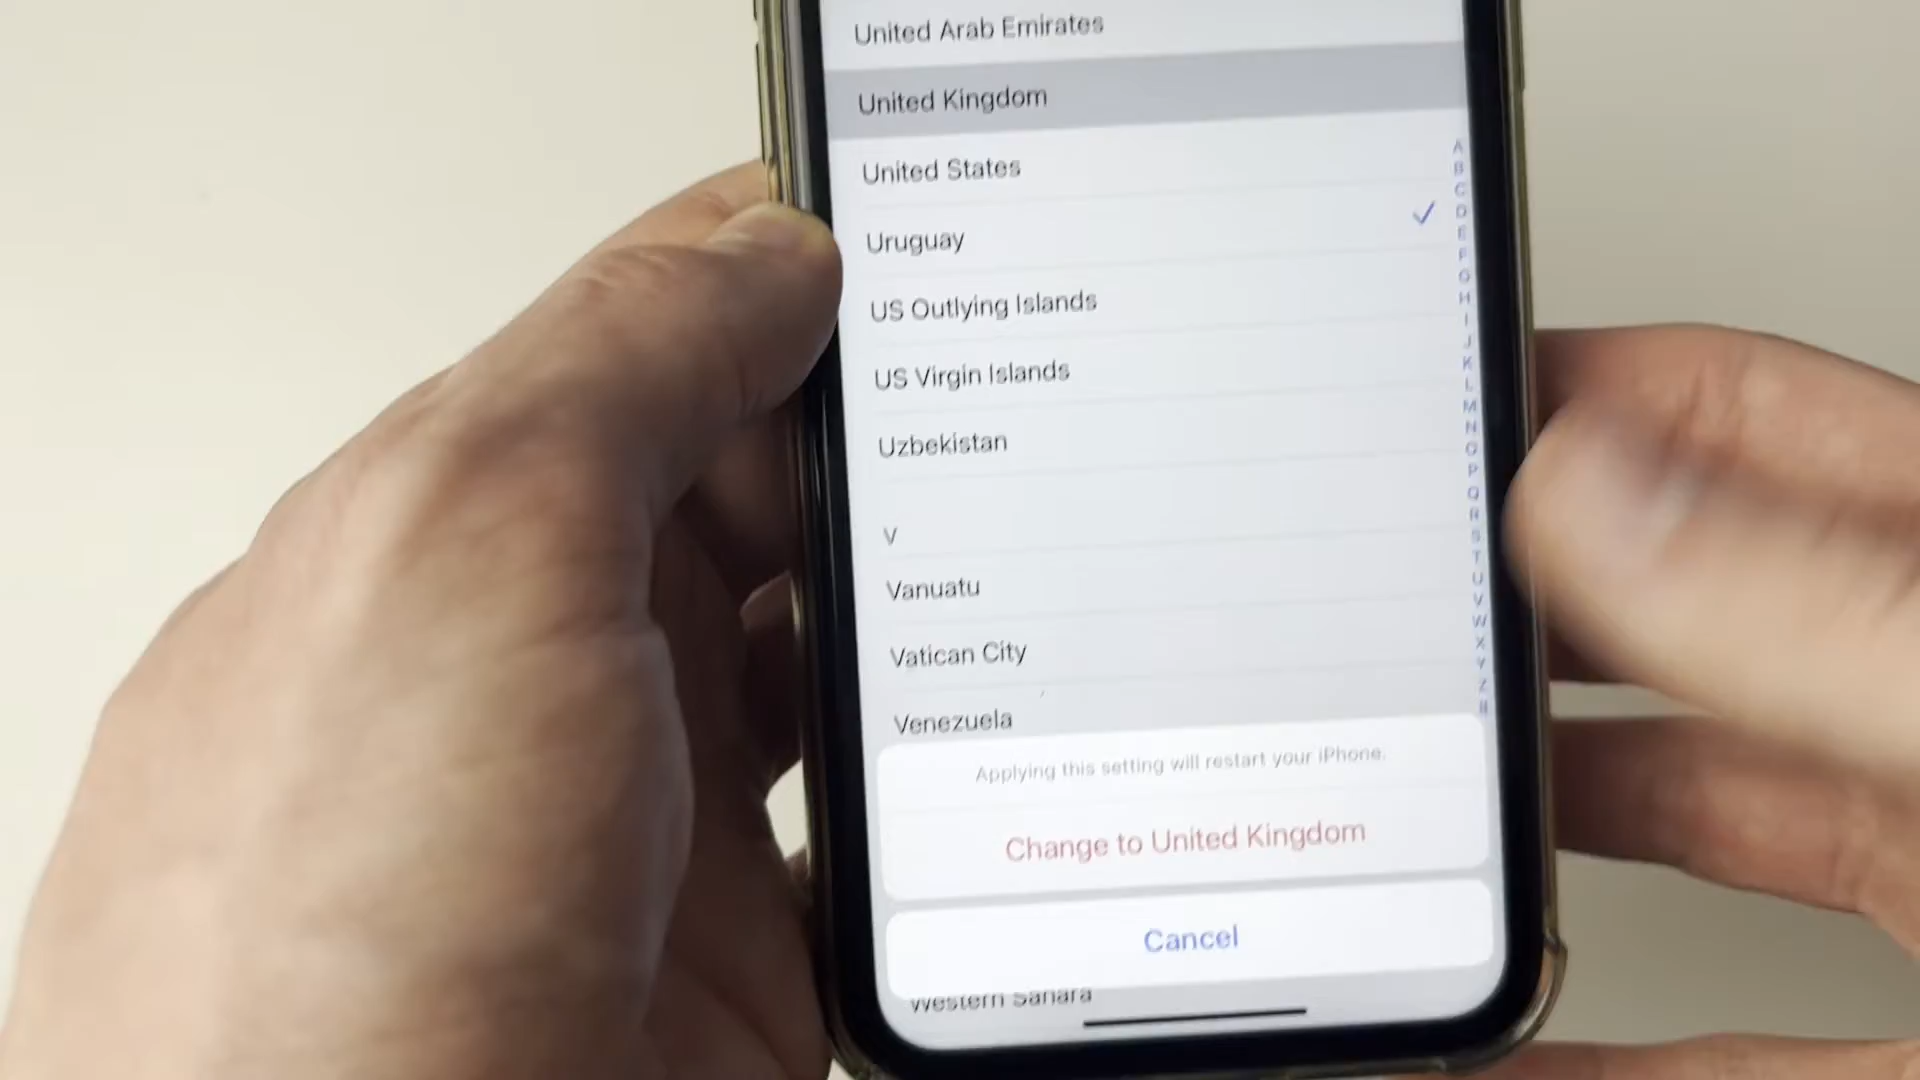 United Arab Emirates
United Kingdom
United States
Uruguay
US Outlying Islands
US Virgin Islands
Uzbekistan
V
Vanuatu
Vatican City
Venezuela
Applying this setting will restart your iPhone.
Change to United Kingdom
Cancel
Western Sahara
A
B
C
D
E
F
G
H
I
J
K
L
M
N
O
P
Q
R
S
T
U
V
W
X
Y
Z
#